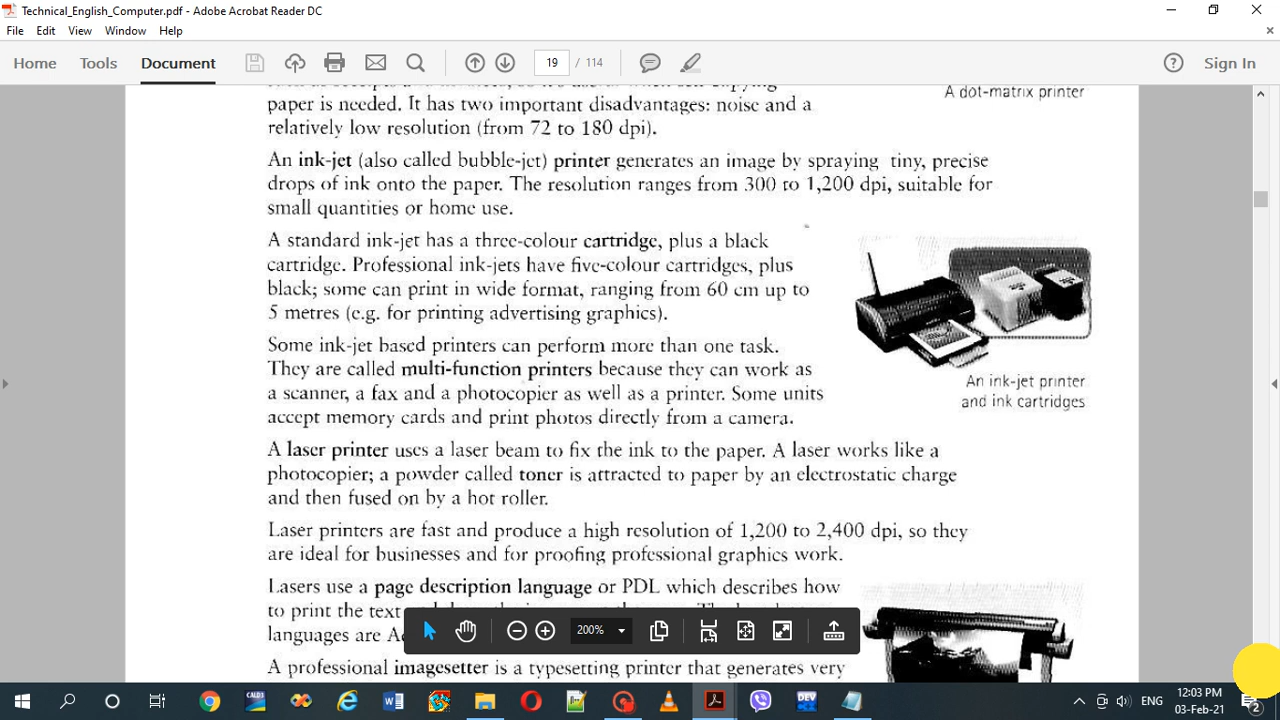 Technical_English_Computer.pdf - Adobe Acrobat Reader DC
File Edit View Window Help
Home Tools Document 19 / 114 Sign In
paper is needed. It has two important disadvantages: noise and a
relatively low resolution (from 72 to 180 dpi).
A dot-matrix printer
An ink-jet (also called bubble-jet) printer generates an image by spraying tiny, precise
drops of ink onto the paper. The resolution ranges from 300 to 1,200 dpi, suitable for
small quantities or home use.
A standard ink-jet has a three-colour cartridge, plus a black
cartridge. Professional ink-jets have five-colour cartridges, plus
black; some can print in wide format, ranging from 60 cm up to
5 metres (e.g. for printing advertising graphics).
Some ink-jet based printers can perform more than one task.
They are called multi-function printers because they can work as
a scanner, a fax and a photocopier as well as a printer. Some units
accept memory cards and print photos directly from a camera.
An ink-jet printer
and ink cartridges
A laser printer uses a laser beam to fix the ink to the paper. A laser works like a
photocopier; a powder called toner is attracted to paper by an electrostatic charge
and then fused on by a hot roller.
Laser printers are fast and produce a high resolution of 1,200 to 2,400 dpi, so they
are ideal for businesses and for proofing professional graphics work.
Lasers use a page description language or PDL which describes how
to print the text
languages are
A professional imagesetter is a typesetting printer that generates very
200%
CALD3
DEV
ENG
12:03 PM
03-Feb-21
2